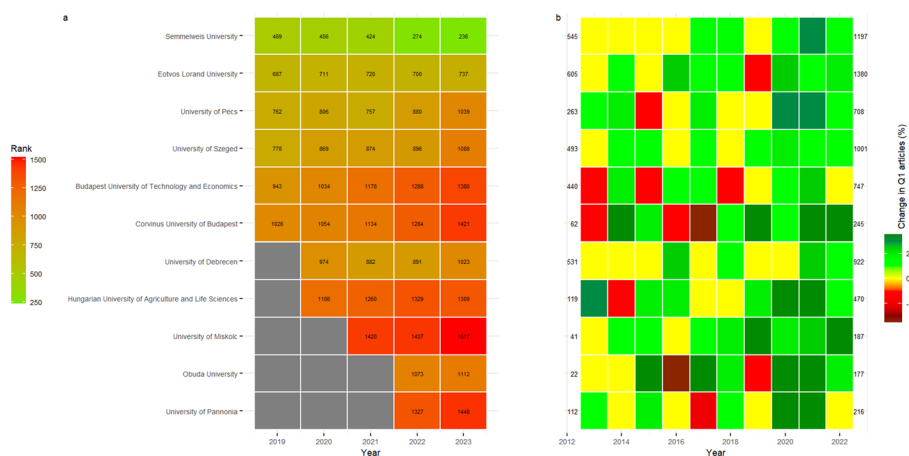 a
b
Semmelweis University
489 456 424 274 236
545
1197
Eotvos Lorand University
687 711 720 700 737
605
1380
University of Pecs
762 806 757 880 1039
263
708
University of Szeged
778 869 874 896 1088
493
1001
Budapest University of Technology and Economics
943 1034 1178 1288 1380
440
747
Corvinus University of Budapest
1026 1054 1134 1284 1421
62
245
University of Debrecen
974 882 891 1023
531
922
Hungarian University of Agriculture and Life Sciences
1186 1260 1329 1309
119
470
University of Miskolc
1420 1437 1617
41
187
Obuda University
1073 1112
22
177
University of Pannonia
1327 1440
112
216
Rank
1500
1250
1000
750
500
250
2019 2020 2021 2022 2023
Year
2012 2014 2016 2018 2020 2022
Year
Change in Q1 articles (%)
0